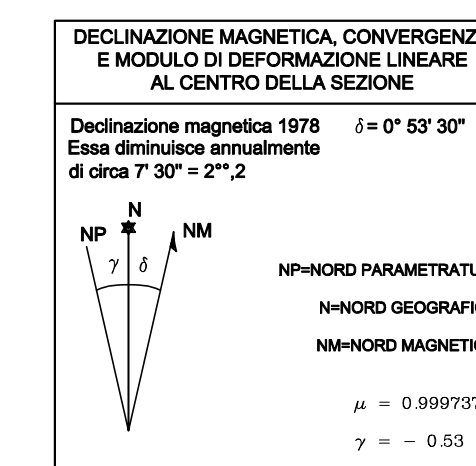 DECLINAZIONE MAGNETICA, CONVERGENZ
E MODULO DI DEFORMAZIONE LINEARE
AL CENTRO DELLA SEZIONE
Declinazione magnetica 1978 δ = 0° 53' 30"
Essa diminuisce annualmente
di circa 7' 30" = 2°°,2
N
NP NM
γ δ
NP=NORD PARAMETRATU
N=NORD GEOGRAFI
NM=NORD MAGNETI
μ = 0.999737
γ = - 0.53